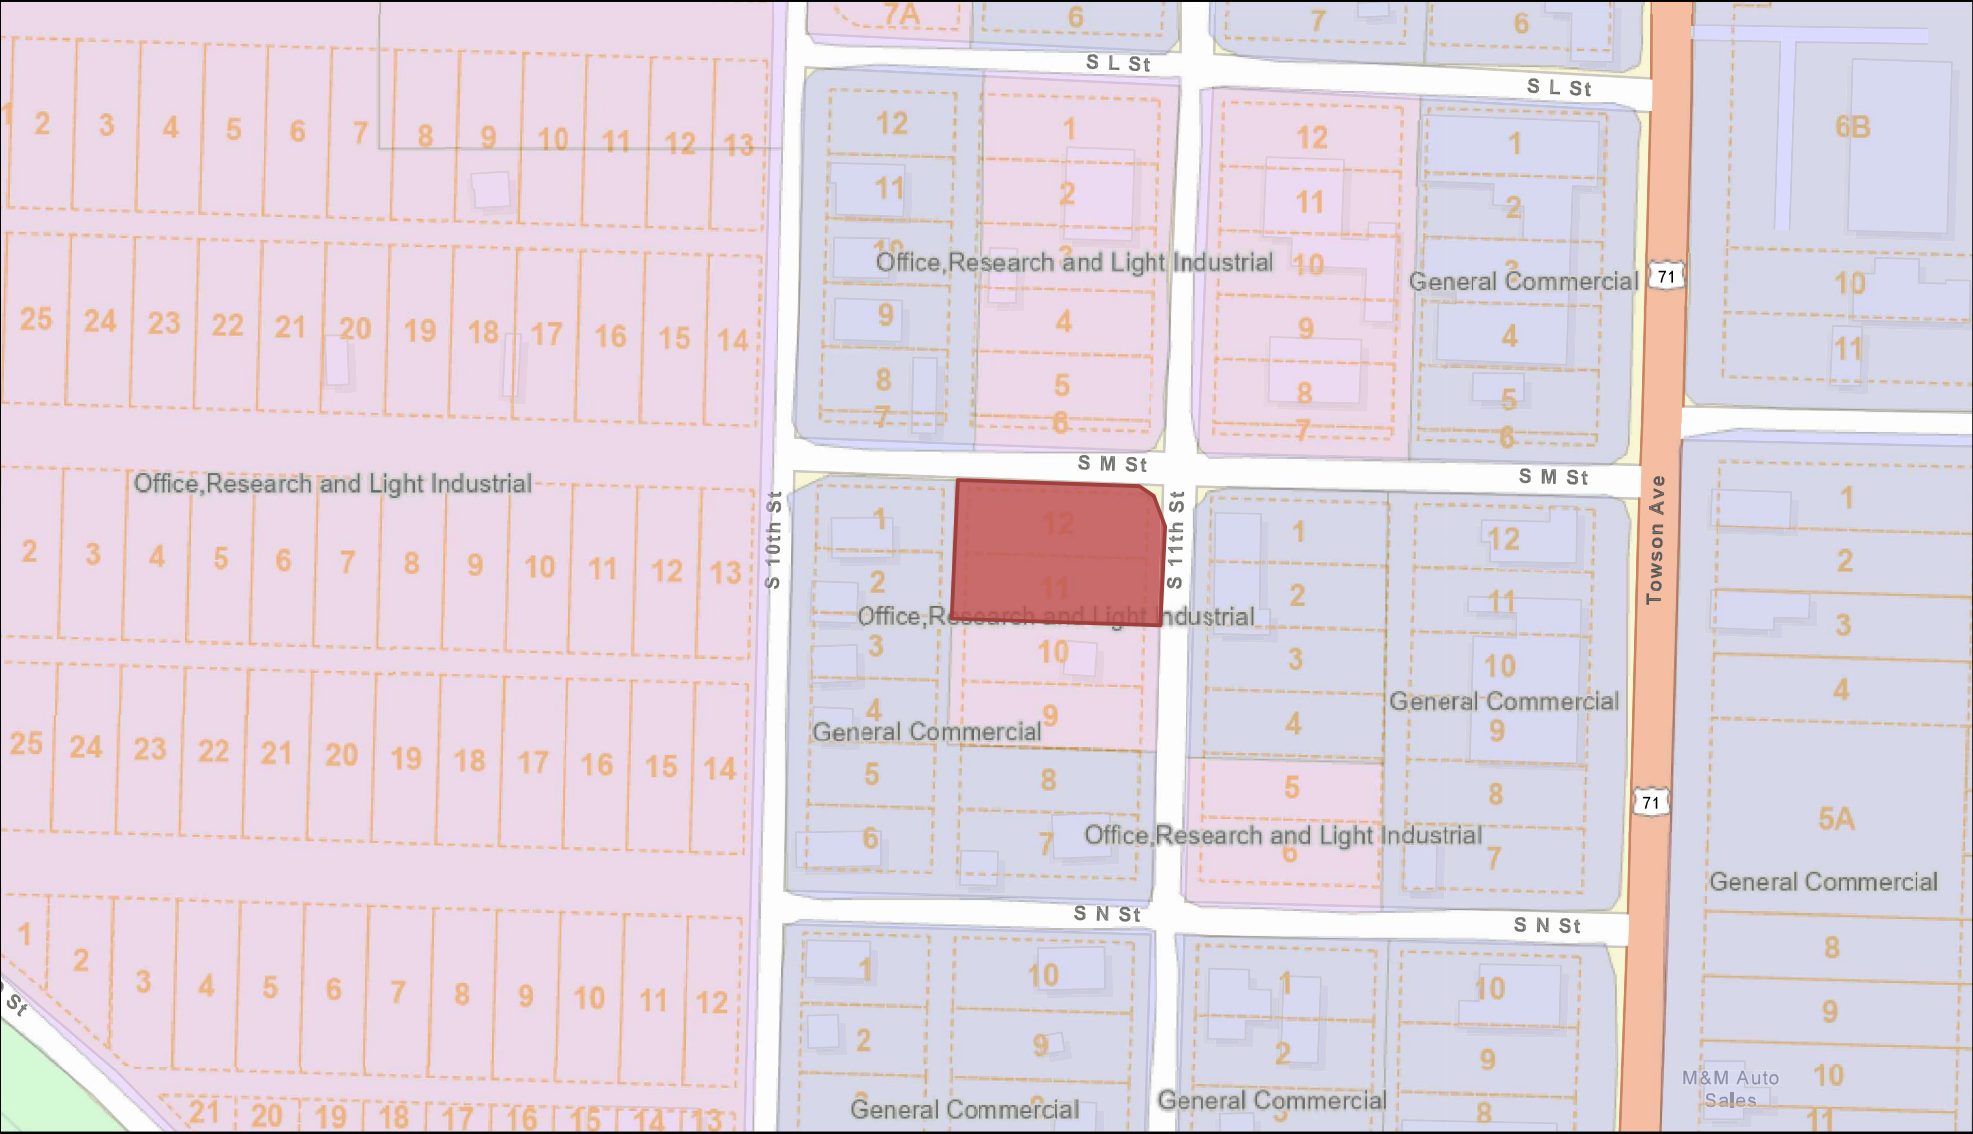 7A 6 7 6
S L St
S L St
2 3 4 5 6 7 8 9 10 11 12 13
12 1 12 1 6B
11 2 11 2
10 3 10 3 10
Office,Research and Light Industrial
General Commercial
71
25 24 23 22 21 20 19 18 17 16 15 14
9 4 9 4 11
8 5 8 5
7 6 7 6
S M St
S M St
Office,Research and Light Industrial
S 10th St
S 11th St
Towson Ave
2 3 4 5 6 7 8 9 10 11 12 13
1 12 1 12 1
2 11 2 11 2
Office,Research and Light Industrial
3 10 3 10 3
4 9 4 9 4
General Commercial
General Commercial
25 24 23 22 21 20 19 18 17 16 15 14
5 8 5 8 5A
71
6 7 6 7
Office,Research and Light Industrial
General Commercial
S N St
S N St
1 2 3 4 5 6 7 8 9 10 11 12
St
1 10 1 10 8
2 9 2 9 9
M&M Auto
Sales
10
General Commercial
General Commercial
3 8 11
21 20 19 18 17 16 15 14 13